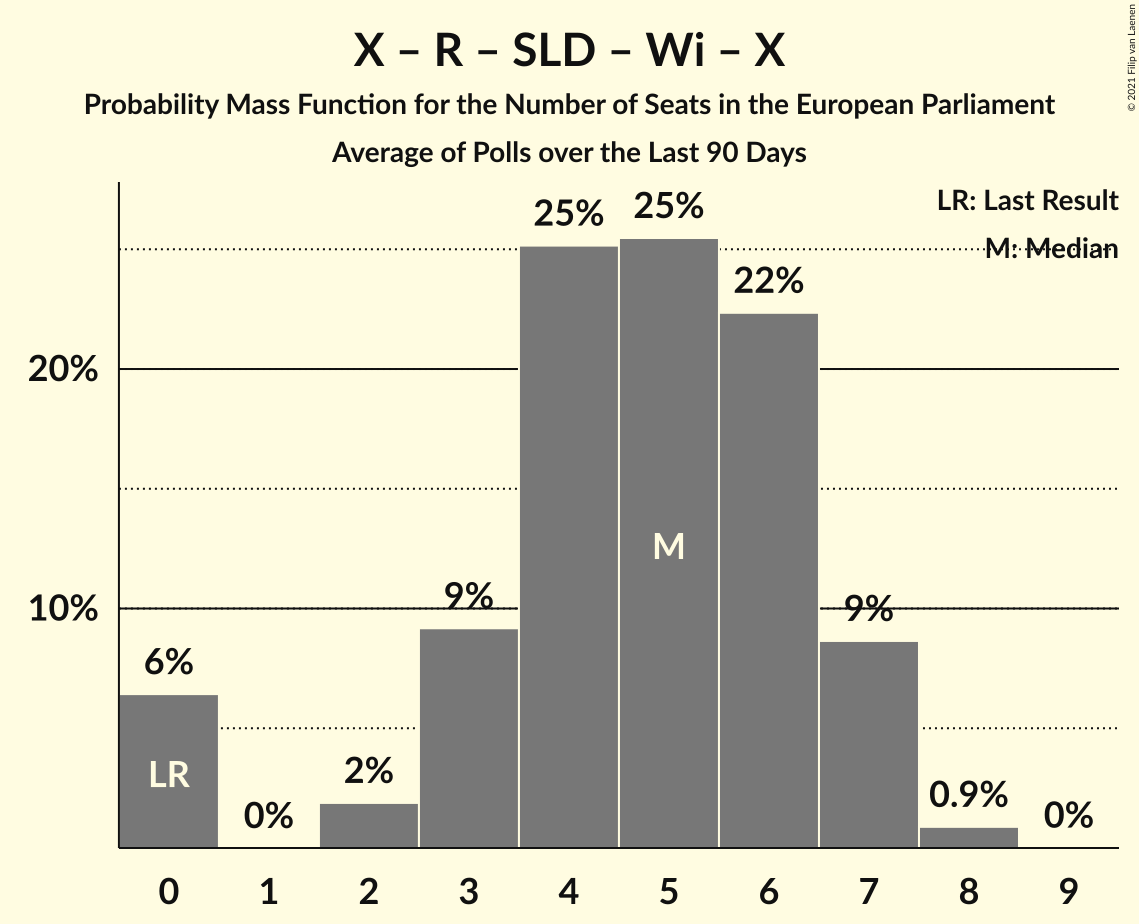 X – R – SLD – Wi – X
Probability Mass Function for the Number of Seats in the European Parliament
Average of Polls over the Last 90 Days
© 2021 Filip van Laenen
LR: Last Result
M: Median
25%
25%
22%
20%
M
9%
9%
10%
6%
LR
0%
2%
0.9%
0%
0 1 2 3 4 5 6 7 8 9